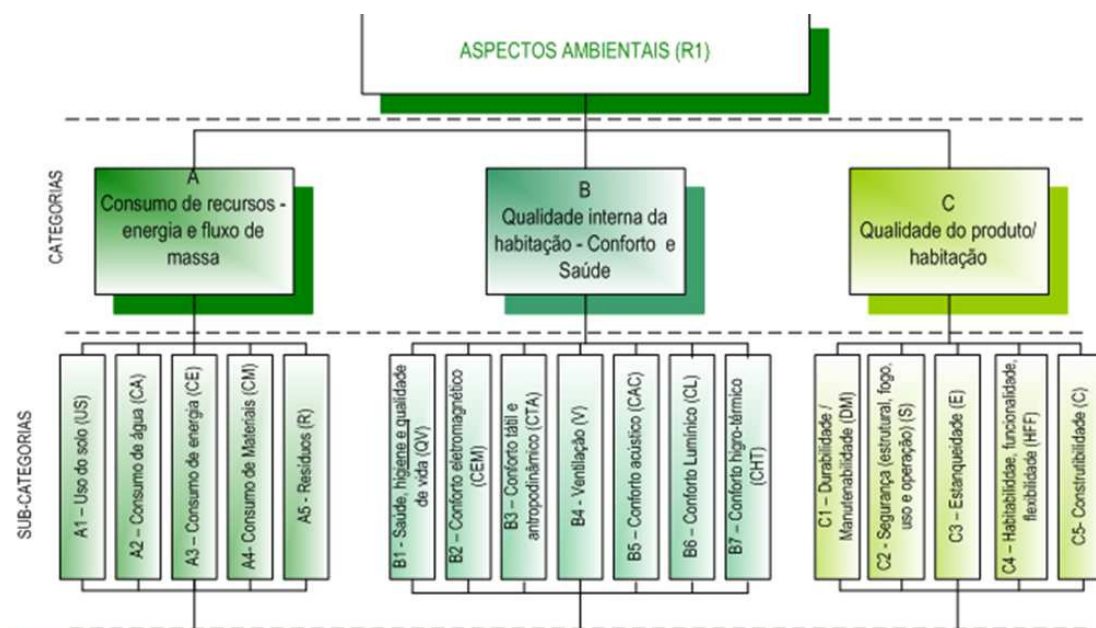 ASPECTOS AMBIENTAIS (R1)
CATEGORIAS
A
Consumo de recursos -
energia e fluxo de
massa
B
Qualidade interna da
habitação - Conforto e
Saúde
C
Qualidade do produto/
habitação
SUB-CATEGORIAS
A1 – Uso do solo (US)
A2 – Consumo de água (CA)
A3 – Consumo de energia (CE)
A4- Consumo de Materiais (CM)
A5 - Resíduos (R)
B1 - Saúde, higiene e qualidade
de vida (QV)
B2 – Conforto eletromagnético
(CEM)
B3 – Conforto tátil e
antropodinâmico (CTA)
B4 - Ventilação (V)
B5 – Conforto acústico (CAC)
B6 – Conforto Lumínico (CL)
B7 – Conforto higro-térmico
(CHT)
C1 – Durabilidade /
Manutenabilidade (DM)
C2 - Segurança (estrutural, fogo,
uso e operação) (S)
C3 – Estanqueidade (E)
C4 – Habitabiliddae, funcionalidade,
flexibilidade (HFF)
C5- Construtibilidade (C)